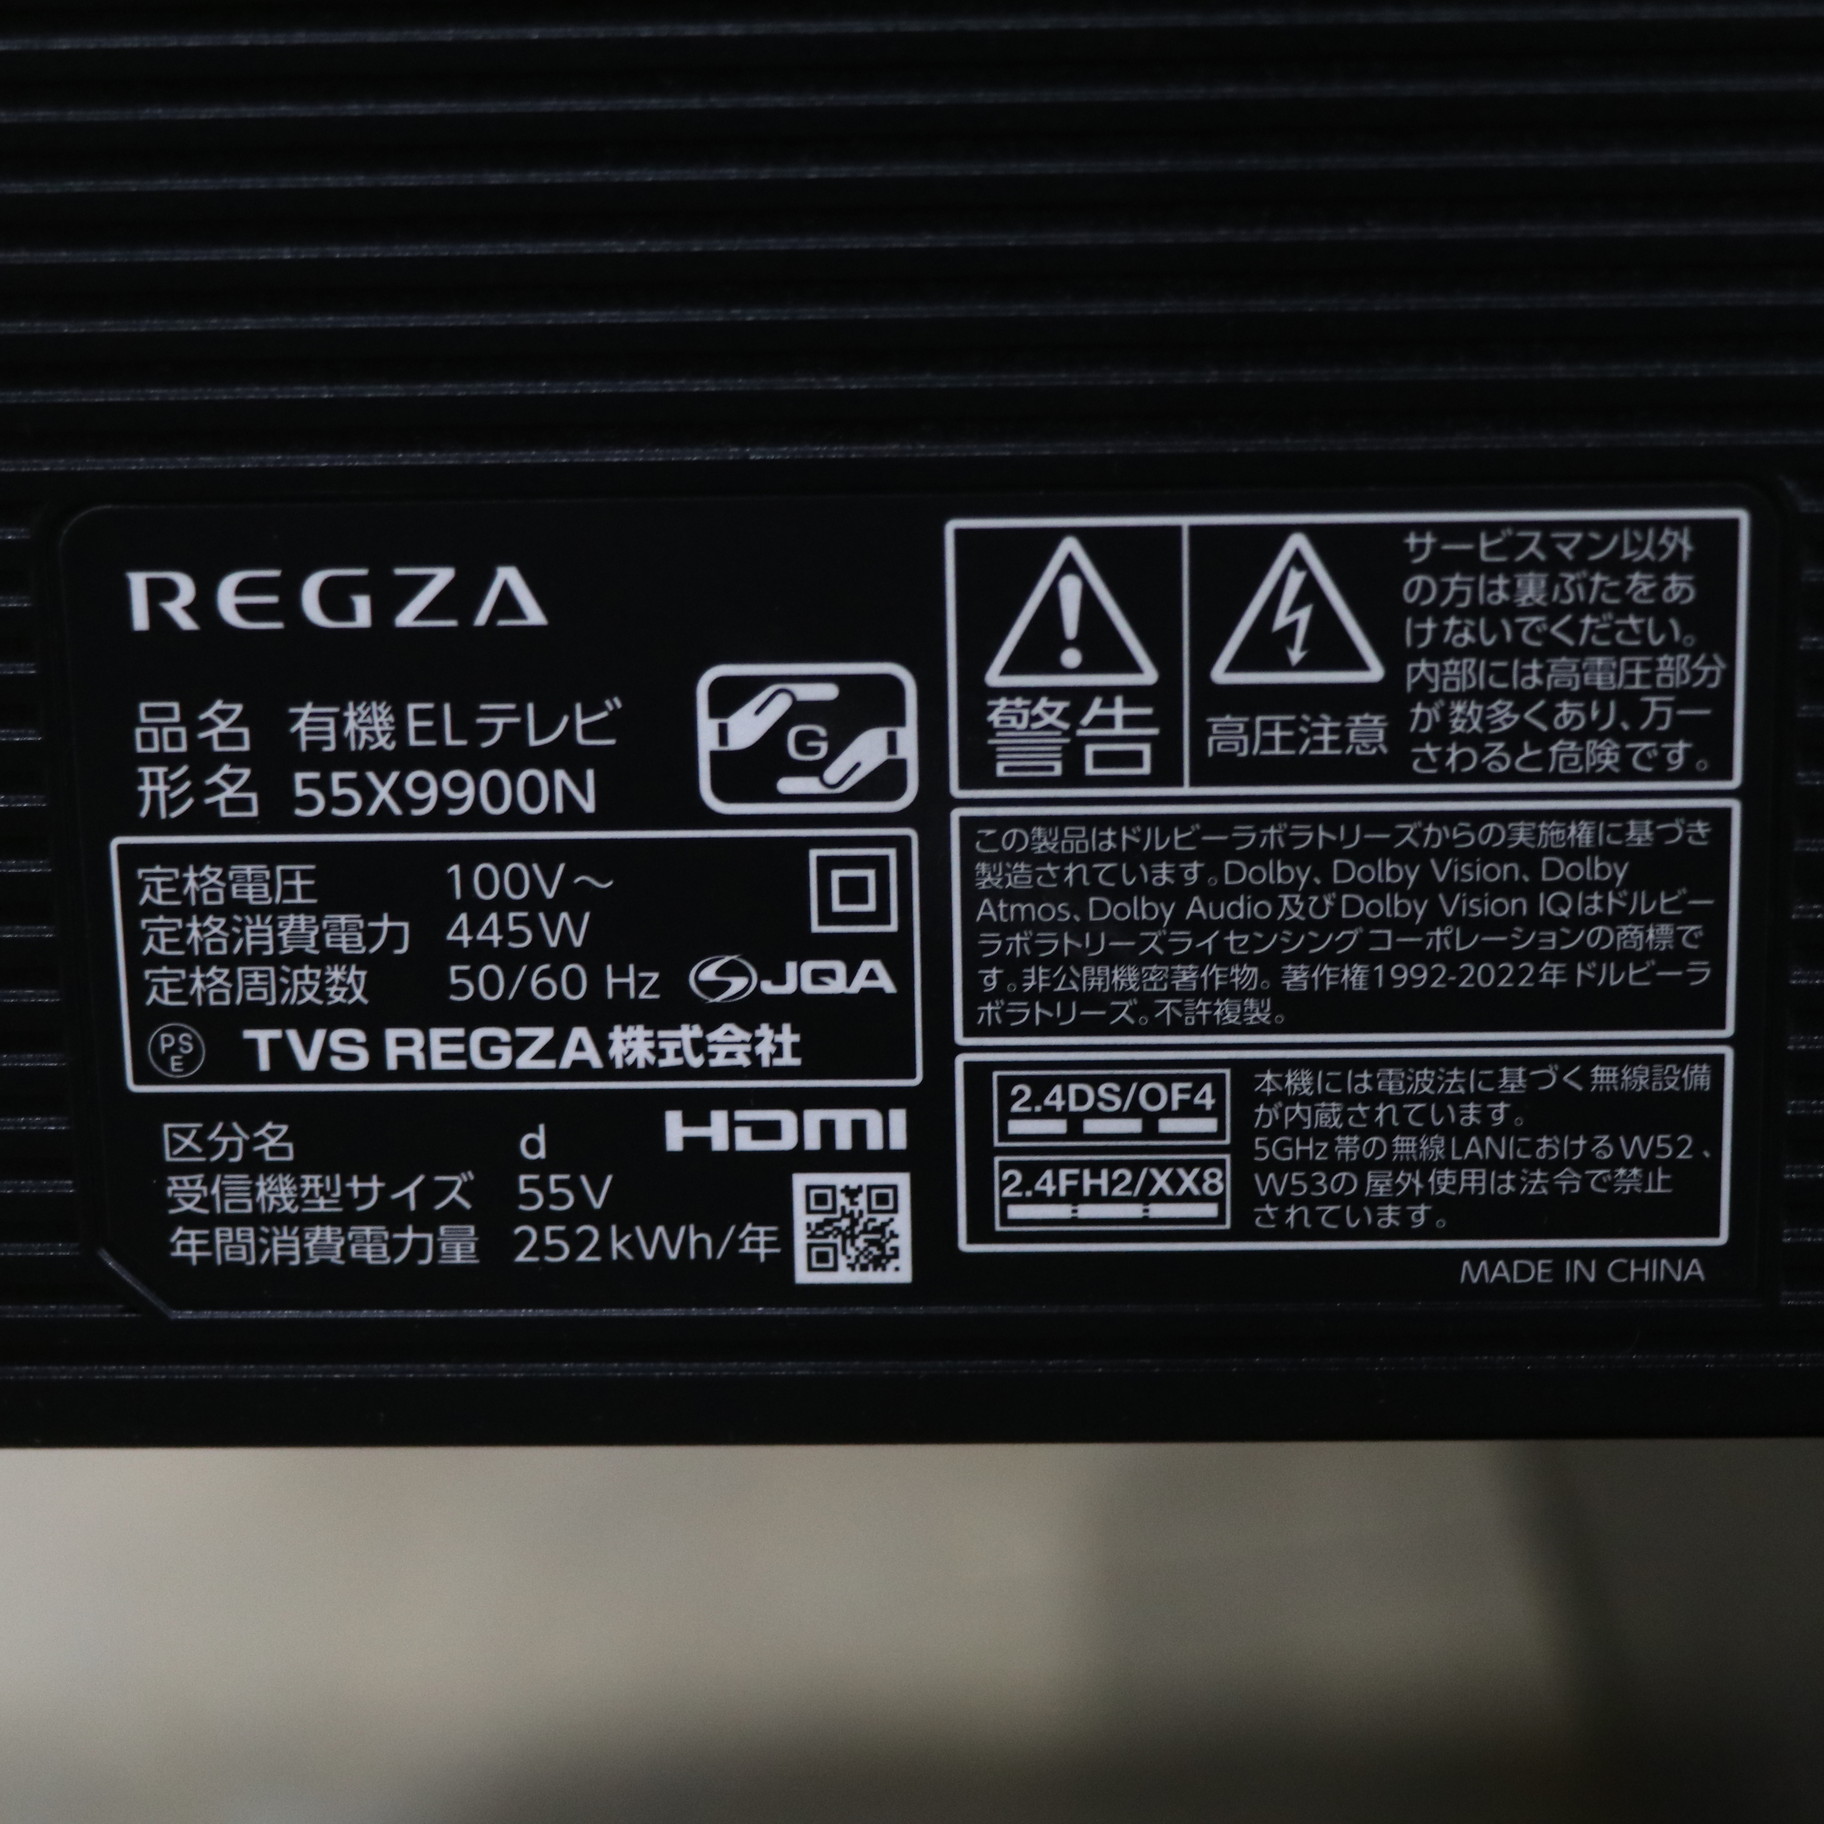 REGZA
品名 有機ELテレビ
形名 55X9900N
G
定格電圧 100V～
定格消費電力 445W
定格周波数 50/60 Hz
JQA
PS
E
TVS REGZA株式会社
区分名 d
HDMI
受信機型サイズ 55V
年間消費電力量 252kWh/年
警告
高圧注意
サービスマン以外
の方は裏ぶたをあ
けないでください。
内部には高電圧部分
が数多くあり、万一
さわると危険です。
この製品はドルビーラボラトリーズからの実施権に基づき
製造されています。Dolby、Dolby Vision、Dolby
Atmos、Dolby Audio及びDolby Vision IQはドルビー
ラボラトリーズライセンシングコーポレーションの商標で
す。非公開機密著作物。著作権1992-2022年ドルビーラ
ボラトリーズ。不許複製。
2.4DS/OF4
2.4FH2/XX8
本機には電波法に基づく無線設備
が内蔵されています。
5GHz帯の無線LANにおけるW52、
W53の屋外使用は法令で禁止
されています。
MADE IN CHINA